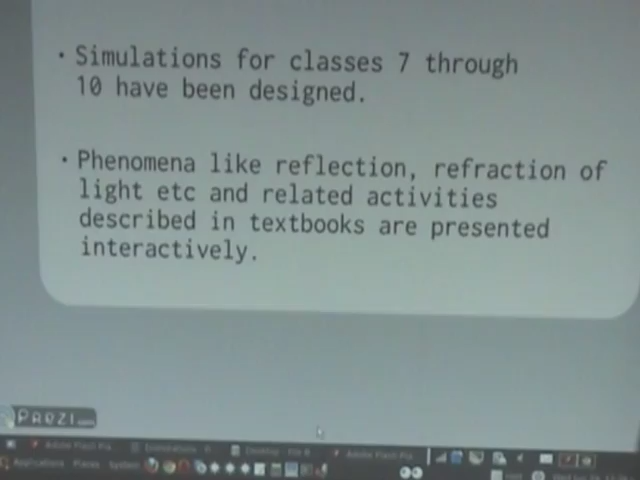 • Simulations for classes 7 through
10 have been designed.
• Phenomena like reflection, refraction of
light etc and related activities
described in textbooks are presented
interactively.
PREZI
Applications Places System